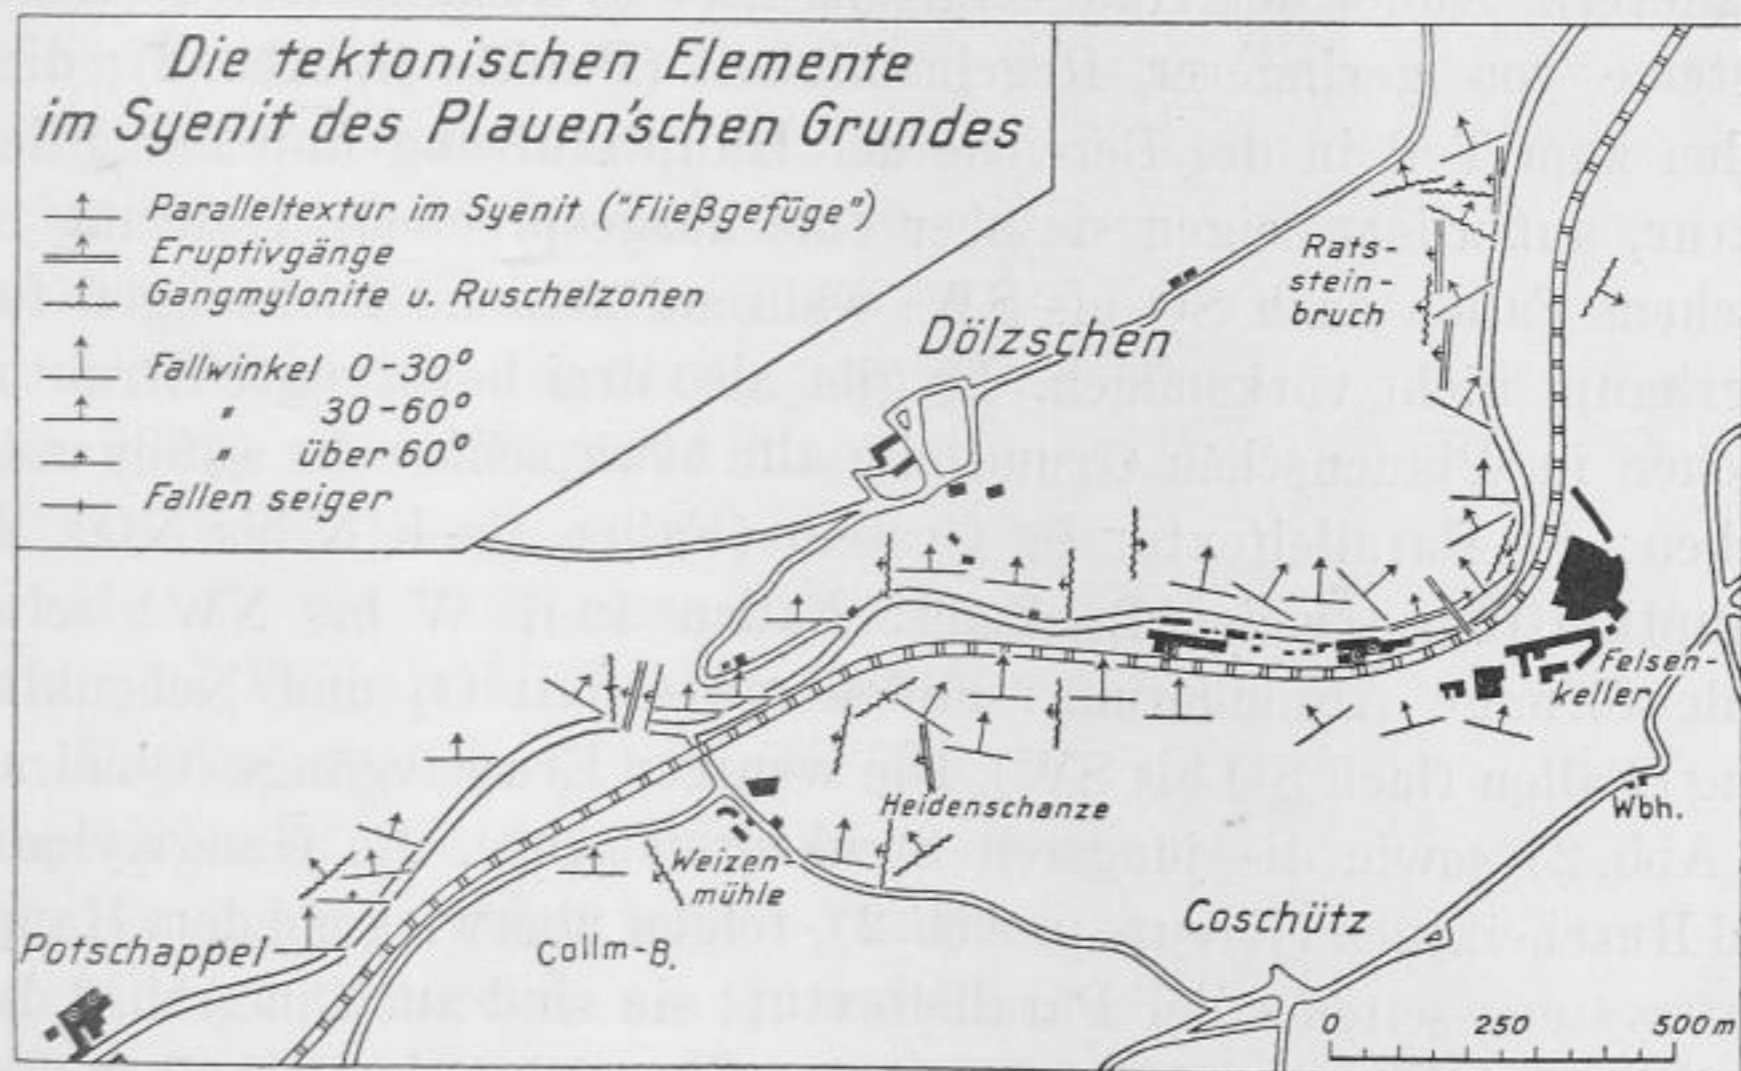 Die tektonischen Elemente
im Syenit des Plauen'schen Grundes
Paralleltextur im Syenit ("Fließgefüge")
Eruptivgänge
Gangmylonite u. Ruschelzonen
Fallwinkel 0-30°
" 30-60°
" über 60°
Fallen seiger
Rats-
stein-
bruch
Dölzschen
Felsen-
keller
Wbh.
Heidenschanze
Weizen-
mühle
Coschütz
Potschappel
Collm-B.
0 250 500m